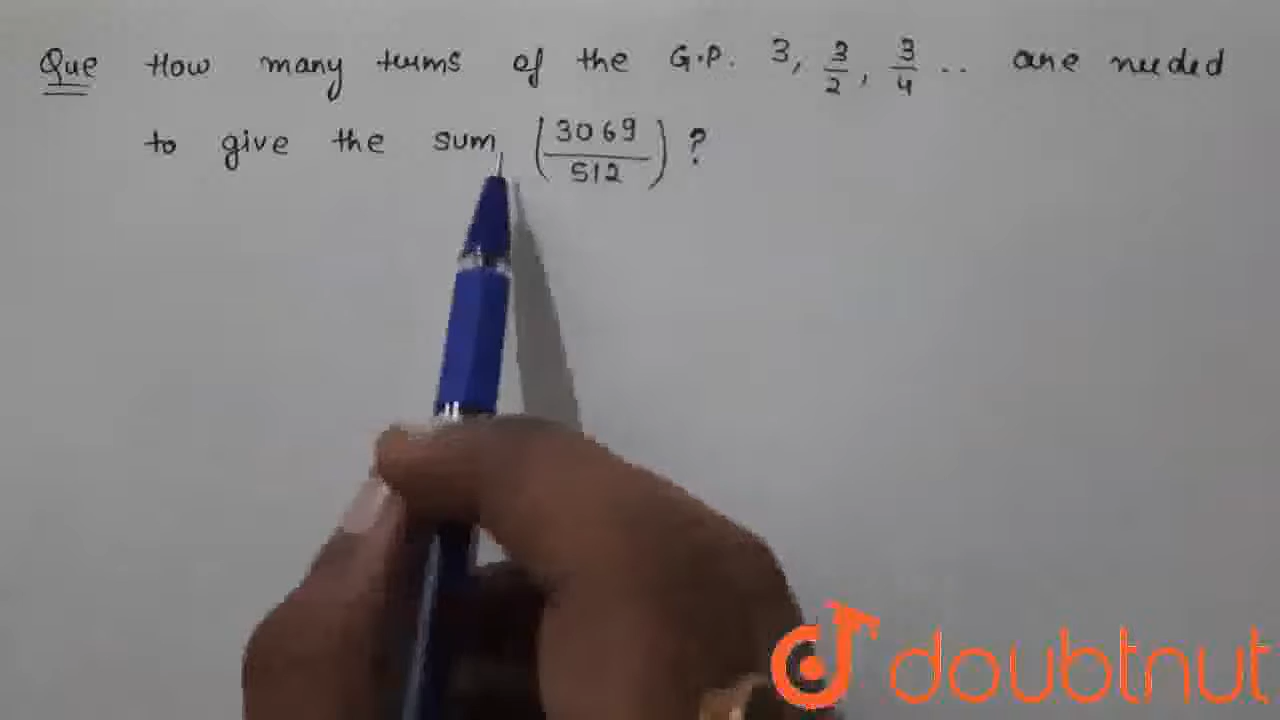 Que How many terms of the G.P. 3, 3/2, 3/4 .. are needed
to give the sum (3069/512) ?
doubtnut